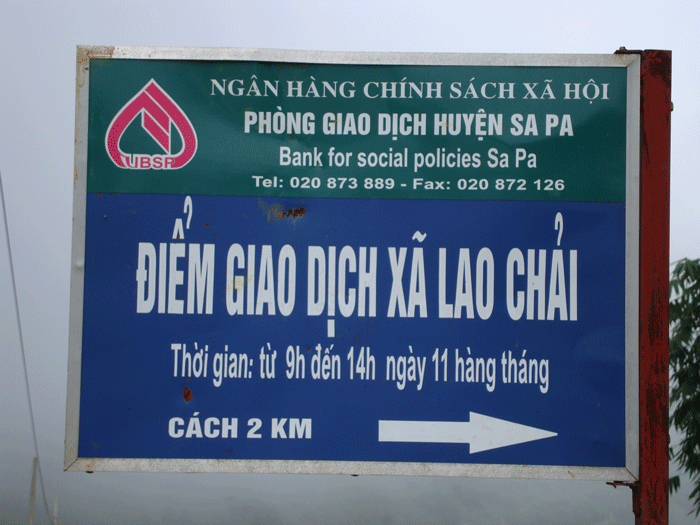 NGÂN HÀNG CHÍNH SÁCH XÃ HỘI
PHÒNG GIAO DỊCH HUYỆN SA PA
Bank for social policies Sa Pa
Tel: 020 873 889 - Fax: 020 872 126
VBSP
ĐIỂM GIAO DỊCH XÃ LAO CHẢI
Thời gian: từ 9h đến 14h ngày 11 hàng tháng
CÁCH 2 KM